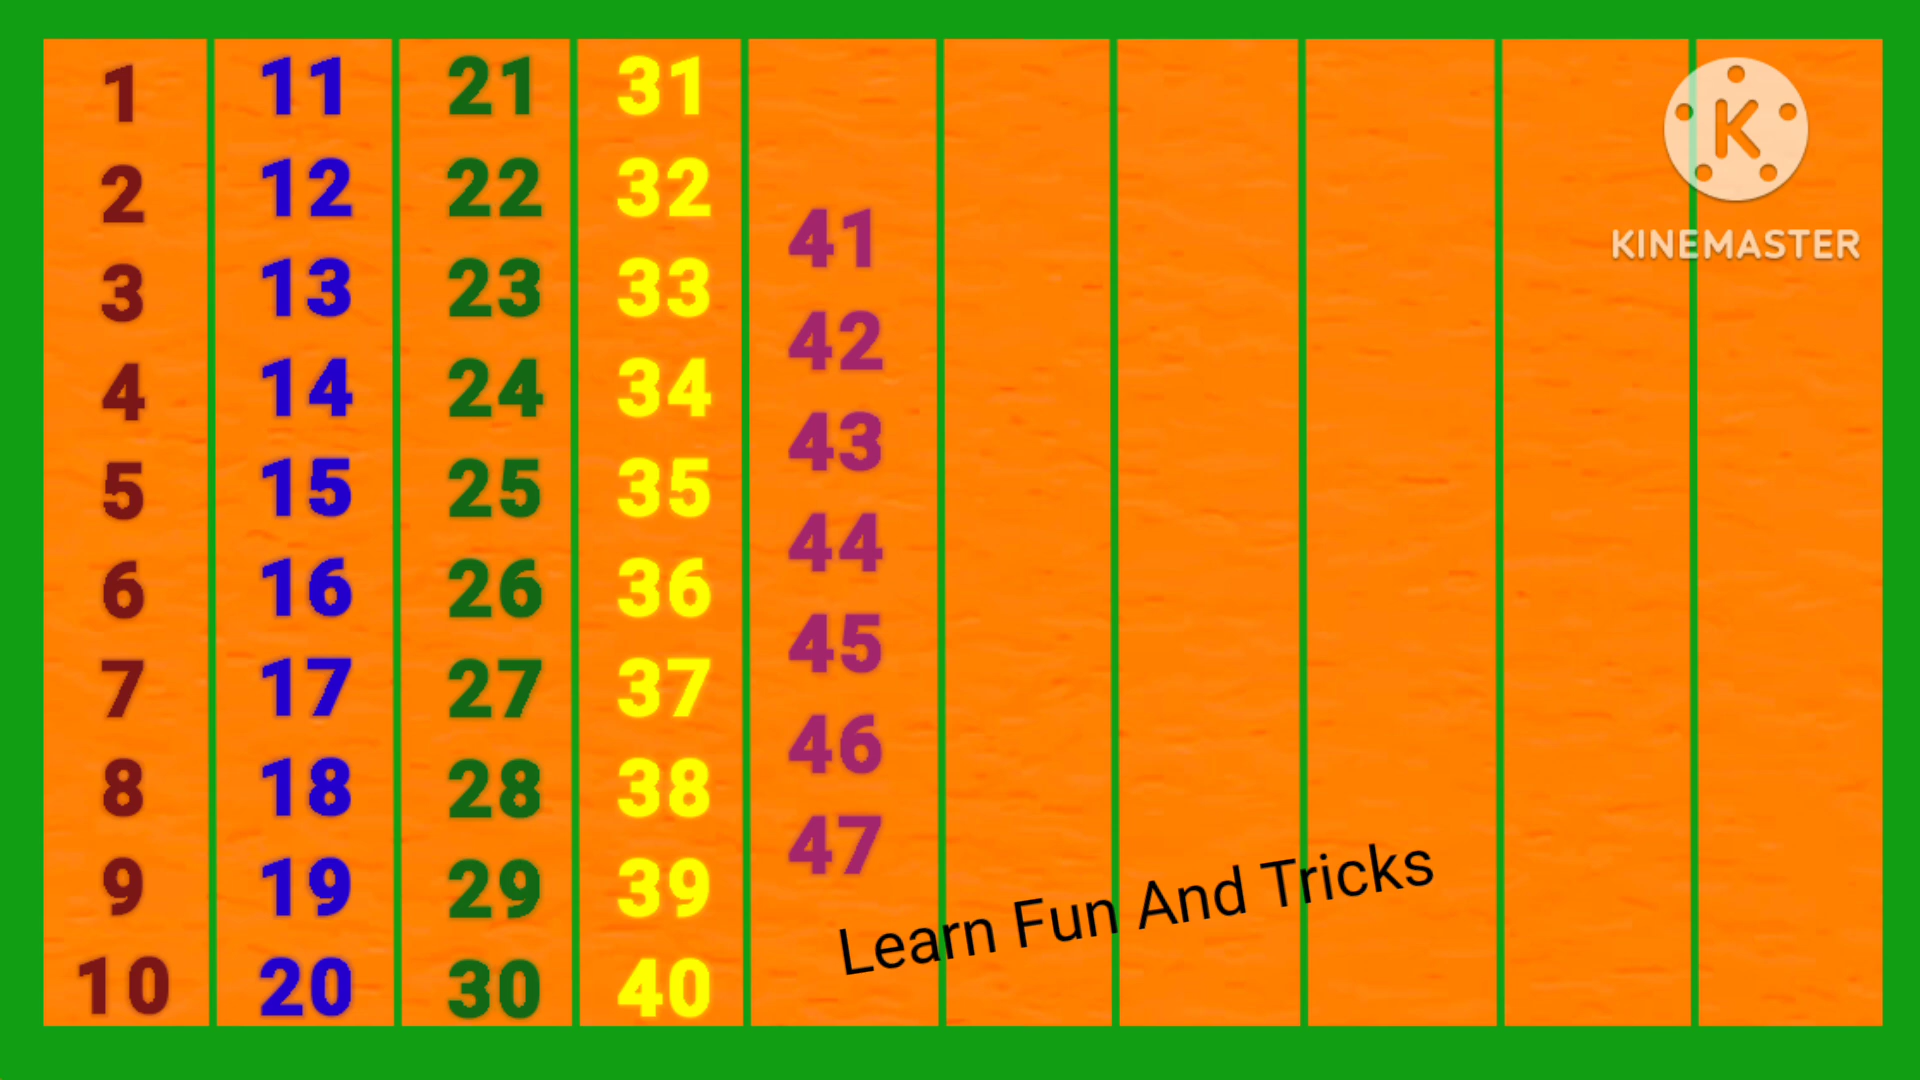 1 11 21 31
2 12 22 32
41
3 13 23 33
42
4 14 24 34
43
5 15 25 35
44
6 16 26 36
45
7 17 27 37
46
8 18 28 38
47
9 19 29 39
10 20 30 40
Learn Fun And Tricks
K
KINEMASTER